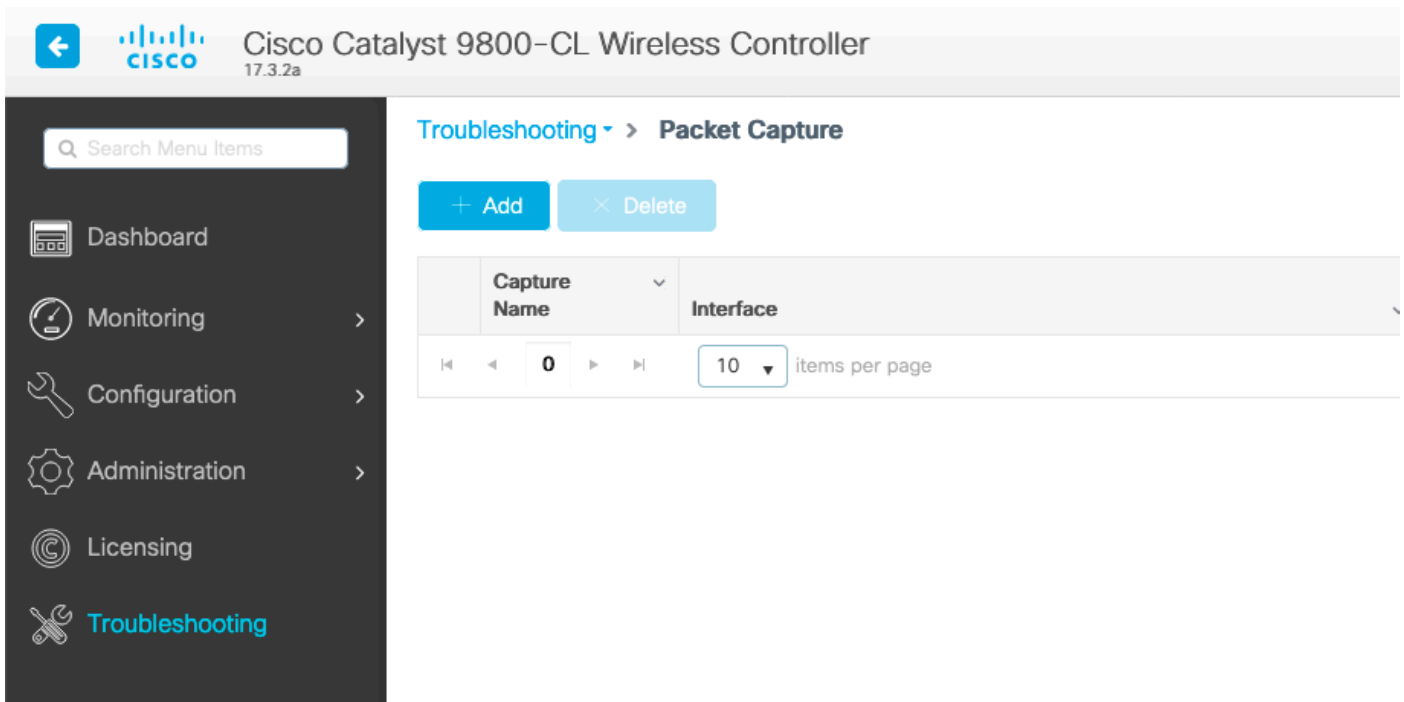 CISCO
Cisco Catalyst 9800-CL Wireless Controller
17.3.2a
Search Menu Items
Dashboard
Monitoring
Configuration
Administration
Licensing
Troubleshooting
Troubleshooting > Packet Capture
+ Add
× Delete
Capture
Name
Interface
0
10
items per page